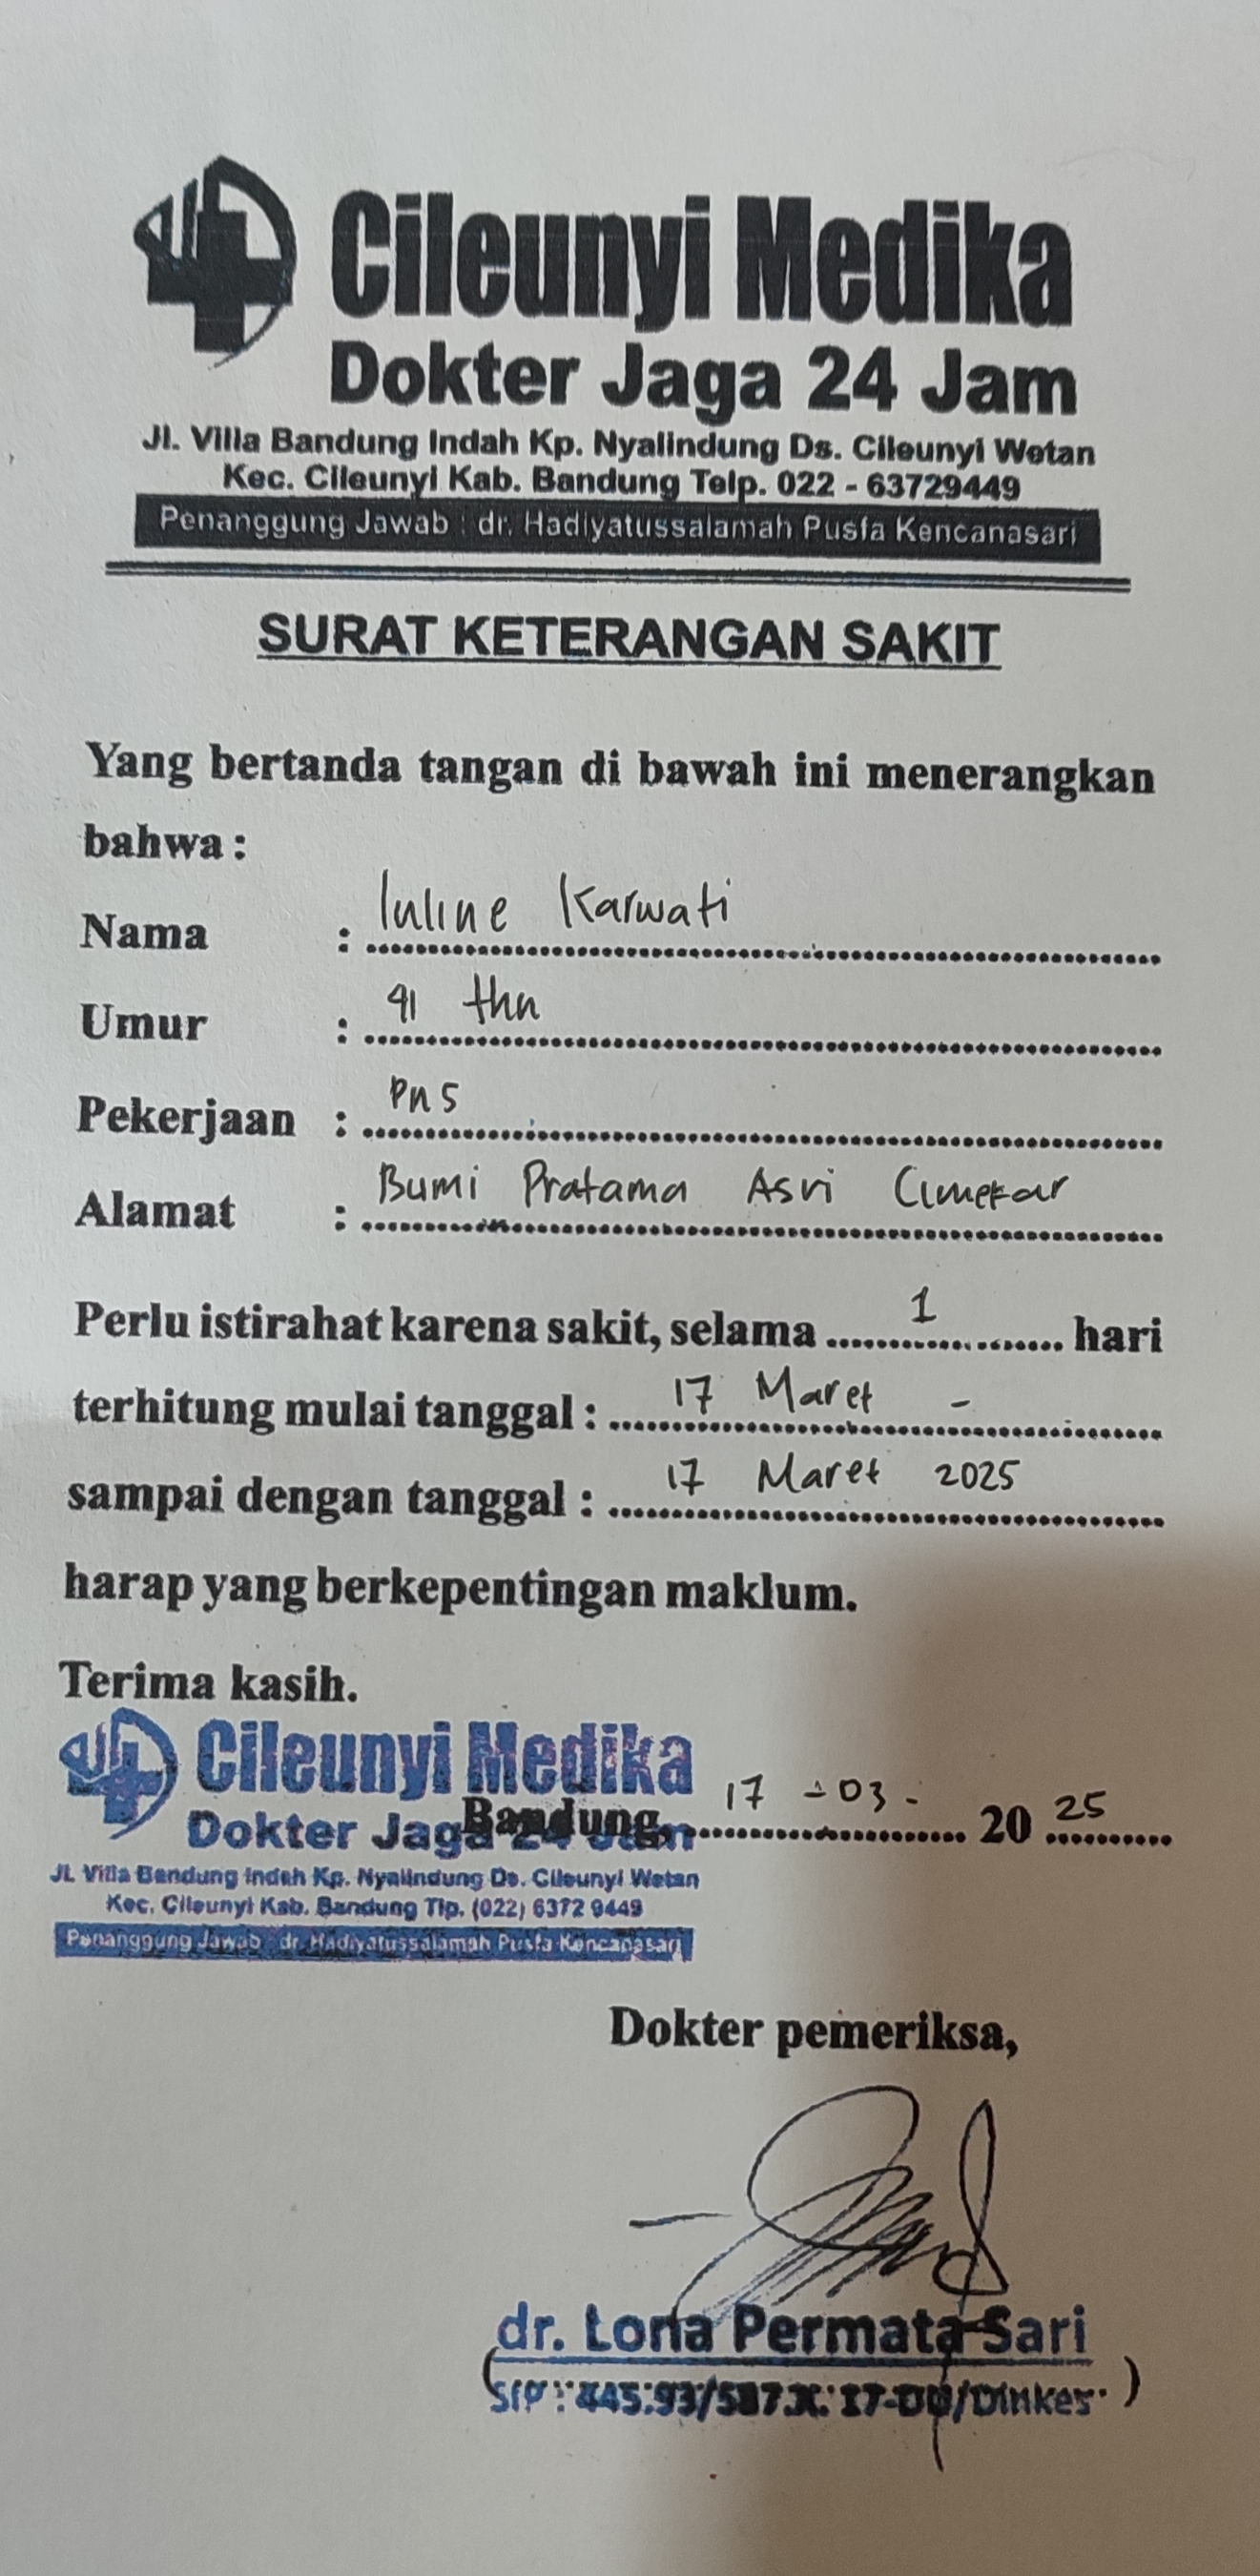 Cileunyi Medika
Dokter Jaga 24 Jam
Jl. Villa Bandung Indah Kp. Nyalindung Ds. Cileunyi Wetan
Kec. Cileunyi Kab. Bandung Telp. 022 - 63729449
Penanggung Jawab : dr. Hadiyatussalamah Pusfa Kencanasari
SURAT KETERANGAN SAKIT
Yang bertanda tangan di bawah ini menerangkan
bahwa :
Nama : Iuline Karwati
Umur : 41 thn
Pekerjaan : PNS
Alamat : Bumi Pratama Asri Cimekar
Perlu istirahat karena sakit, selama 1 hari
terhitung mulai tanggal : 17 Maret -
sampai dengan tanggal : 17 Maret 2025
harap yang berkepentingan maklum.
Terima kasih.
Cileunyi Medika
Dokter Jaga 24 Jam
Jl. Villa Bandung Indah Kp. Nyalindung Ds. Cileunyi Wetan
Kec. Cileunyi Kab. Bandung Tlp. (022) 6372 9449
Penanggung Jawab : dr. Hadiyatussalamah Pusfa Kencanasari
Bandung, 17 - 03 - 2025
Dokter pemeriksa,
dr. Lona Permata Sari
SIP : 445.93/587.X. 17-DU/Dinkes